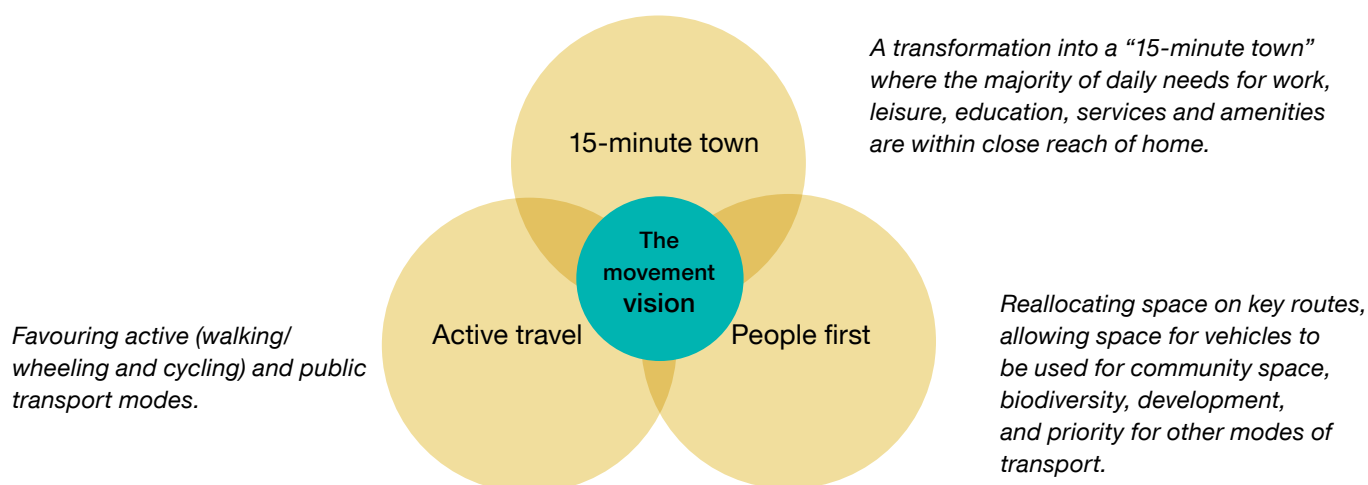 A transformation into a “15-minute town”
where the majority of daily needs for work,
leisure, education, services and amenities
are within close reach of home.
15-minute town
The
movement
vision
Active travel
People first
Favouring active (walking/
wheeling and cycling) and public
transport modes.
Reallocating space on key routes,
allowing space for vehicles to
be used for community space,
biodiversity, development,
and priority for other modes of
transport.